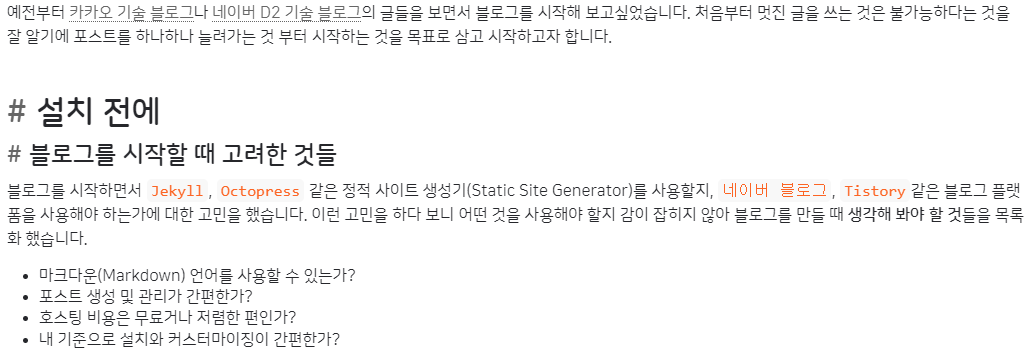 예전부터 카카오 기술 블로그나 네이버 D2 기술 블로그의 글들을 보면서 블로그를 시작해 보고싶었습니다. 처음부터 멋진 글을 쓰는 것은 불가능하다는 것을
잘 알기에 포스트를 하나하나 늘려가는 것 부터 시작하는 것을 목표로 삼고 시작하고자 합니다.
# 설치 전에
# 블로그를 시작할 때 고려한 것들
블로그를 시작하면서 Jekyll, Octopress 같은 정적 사이트 생성기(Static Site Generator)를 사용할지, 네이버 블로그, Tistory같은 블로그 플랫
폼을 사용해야 하는가에 대한 고민을 했습니다. 이런 고민을 하다 보니 어떤 것을 사용해야 할지 감이 잡히지 않아 블로그를 만들 때 생각해 봐야 할 것들을 목록
화 했습니다.
• 마크다운(Markdown) 언어를 사용할 수 있는가?
• 포스트 생성 및 관리가 간편한가?
• 호스팅 비용은 무료거나 저렴한 편인가?
• 내 기준으로 설치와 커스터마이징이 간편한가?